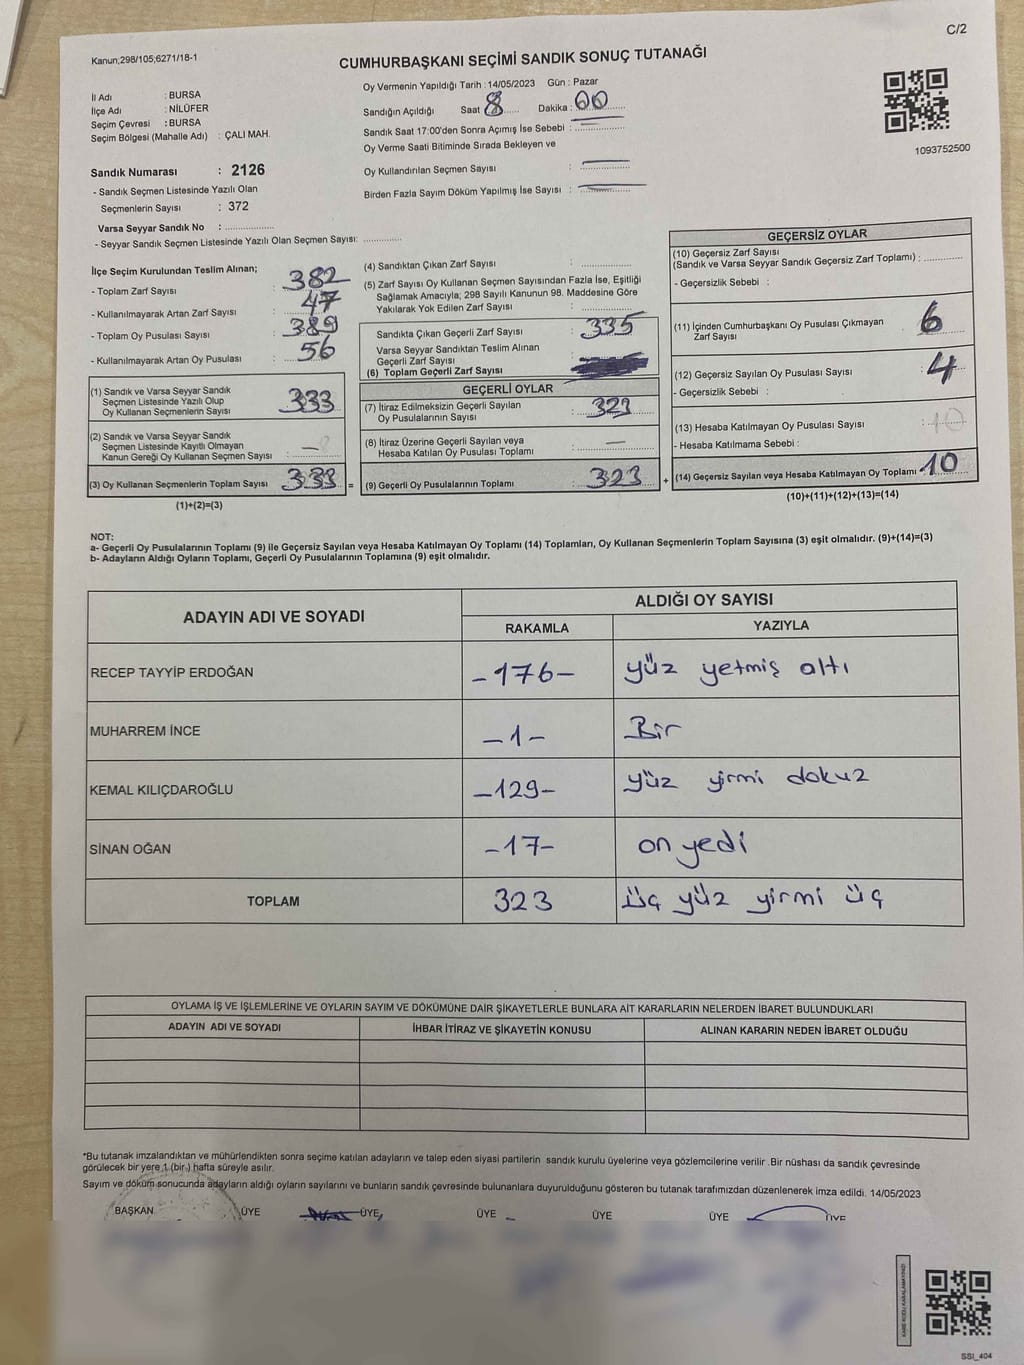 C/2
Kanun;298/105;6271/18-1
CUMHURBAŞKANI SEÇİMİ SANDIK SONUÇ TUTANAĞI
İl Adı : BURSA
İlçe Adı : NİLÜFER
Seçim Çevresi : BURSA
Seçim Bölgesi (Mahalle Adı) : ÇALI MAH.
Oy Vermenin Yapıldığı Tarih : 14/05/2023 Gün : Pazar
Sandığın Açıldığı Saat 8 Dakika : 00
Sandık Saat 17:00'den Sonra Açımış İse Sebebi :
Oy Verme Saati Bitiminde Sırada Bekleyen ve
Oy Kullandırılan Seçmen Sayısı :
Birden Fazla Sayım Döküm Yapılmış İse Sayısı :
1093752500
Sandık Numarası : 2126
- Sandık Seçmen Listesinde Yazılı Olan
Seçmenlerin Sayısı : 372
Varsa Seyyar Sandık No :
- Seyyar Sandık Seçmen Listesinde Yazılı Olan Seçmen Sayısı:
İlçe Seçim Kurulundan Teslim Alınan;
- Toplam Zarf Sayısı : 382
- Kullanılmayarak Artan Zarf Sayısı : 47
- Toplam Oy Pusulası Sayısı : 389
- Kullanılmayarak Artan Oy Pusulası : 56
(1) Sandık ve Varsa Seyyar Sandık
Seçmen Listesinde Yazılı Olup
Oy Kullanan Seçmenlerin Sayısı : 333
(2) Sandık ve Varsa Seyyar Sandık
Seçmen Listesinde Kayıtlı Olmayan
Kanun Gereği Oy Kullanan Seçmen Sayısı : —
(3) Oy Kullanan Seçmenlerin Toplam Sayısı 333
(1)+(2)=(3)
(4) Sandıktan Çıkan Zarf Sayısı :
(5) Zarf Sayısı Oy Kullanan Seçmen Sayısından Fazla İse, Eşitliği
Sağlamak Amacıyla; 298 Sayılı Kanunun 98. Maddesine Göre
Yakılarak Yok Edilen Zarf Sayısı :
Sandıkta Çıkan Geçerli Zarf Sayısı : 335
Varsa Seyyar Sandıktan Teslim Alınan
Geçerli Zarf Sayısı
(6) Toplam Geçerli Zarf Sayısı :
GEÇERLİ OYLAR
(7) İtiraz Edilmeksizin Geçerli Sayılan
Oy Pusulalarının Sayısı : 323
(8) İtiraz Üzerine Geçerli Sayılan veya
Hesaba Katılan Oy Pusulası Toplamı : —
= (9) Geçerli Oy Pusulalarının Toplamı : 323 +
GEÇERSİZ OYLAR
(10) Geçersiz Zarf Sayısı
(Sandık ve Varsa Seyyar Sandık Geçersiz Zarf Toplamı) :
- Geçersizlik Sebebi :
(11) İçinden Cumhurbaşkanı Oy Pusulası Çıkmayan
Zarf Sayısı : 6
(12) Geçersiz Sayılan Oy Pusulası Sayısı : 4
- Geçersizlik Sebebi :
(13) Hesaba Katılmayan Oy Pusulası Sayısı : 10
- Hesaba Katılmama Sebebi :
(14) Geçersiz Sayılan veya Hesaba Katılmayan Oy Toplamı 10
(10)+(11)+(12)+(13)=(14)
NOT:
a- Geçerli Oy Pusulalarının Toplamı (9) ile Geçersiz Sayılan veya Hesaba Katılmayan Oy Toplamı (14) Toplamları, Oy Kullanan Seçmenlerin Toplam Sayısına (3) eşit olmalıdır. (9)+(14)=(3)
b- Adayların Aldığı Oyların Toplamı, Geçerli Oy Pusulalarının Toplamına (9) eşit olmalıdır.
ADAYIN ADI VE SOYADI ALDIĞI OY SAYISI
RAKAMLA YAZIYLA
RECEP TAYYİP ERDOĞAN -176- yüz yetmiş altı
MUHARREM İNCE -1- Bir
KEMAL KILIÇDAROĞLU -129- yüz yirmi dokuz
SİNAN OĞAN -17- on yedi
TOPLAM 323 üç yüz yirmi üç
OYLAMA İŞ VE İŞLEMLERİNE VE OYLARIN SAYIM VE DÖKÜMÜNE DAİR ŞİKAYETLERLE BUNLARA AİT KARARLARIN NELERDEN İBARET BULUNDUKLARI
ADAYIN ADI VE SOYADI İHBAR İTİRAZ VE ŞİKAYETİN KONUSU ALINAN KARARIN NEDEN İBARET OLDUĞU
*Bu tutanak imzalandıktan ve mühürlendikten sonra seçime katılan adayların ve talep eden siyasi partilerin sandık kurulu üyelerine veya gözlemcilerine verilir .Bir nüshası da sandık çevresinde
görülecek bir yere 1 (bir ) hafta süreyle asılır.
Sayım ve döküm sonucunda adayların aldığı oyların sayılarını ve bunların sandık çevresinde bulunanlara duyurulduğunu gösteren bu tutanak tarafımızdan düzenlenerek imza edildi. 14/05/2023
BAŞKAN ÜYE ÜYE ÜYE ÜYE ÜYE ÜYE
KARE KODU KARALAMAYINIZ!
SSI_404